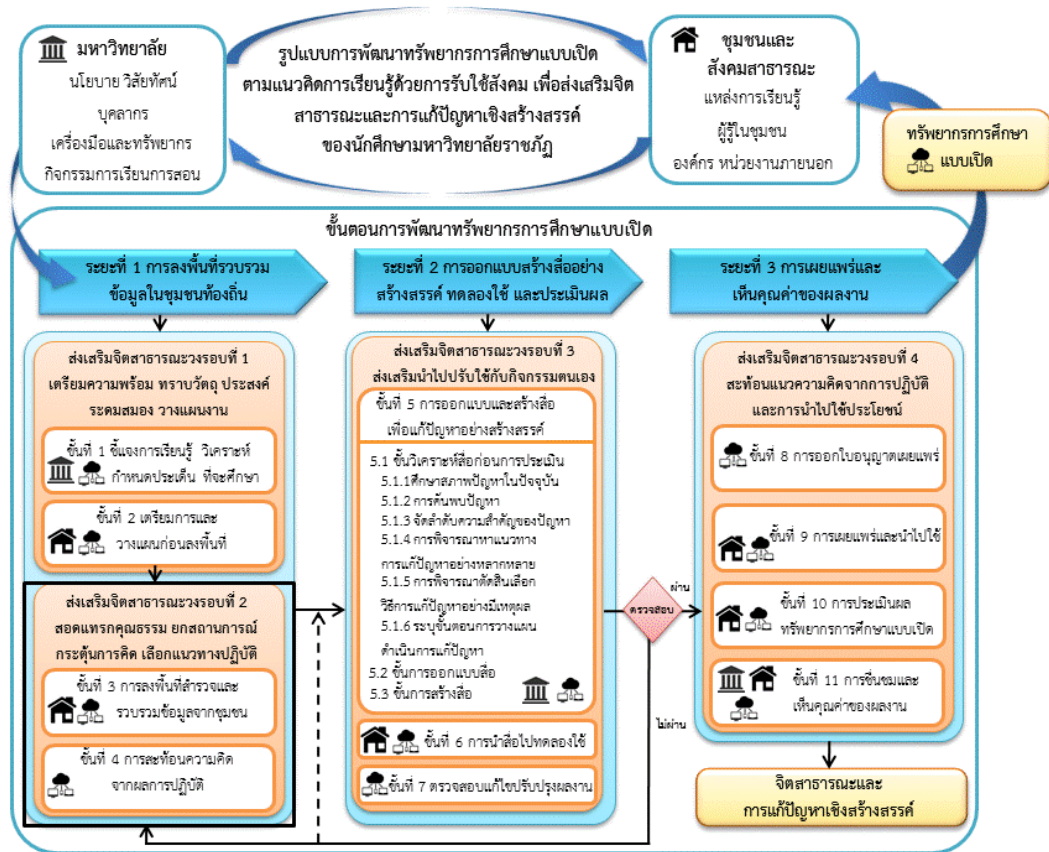 มหาวิทยาลัย
นโยบาย วิสัยทัศน์
บุคลากร
เครื่องมือและทรัพยากร
กิจกรรมการเรียนการสอน
รูปแบบการพัฒนาทรัพยากรการศึกษาแบบเปิด
ตามแนวคิดการเรียนรู้ด้วยการรับใช้สังคม เพื่อส่งเสริมจิต
สาธารณะและการแก้ปัญหาเชิงสร้างสรรค์
ของนักศึกษามหาวิทยาลัยราชภัฏ
ชุมชนและ
สังคมสาธารณะ
แหล่งการเรียนรู้
ผู้รู้ในชุมชน
องค์กร หน่วยงานภายนอก
ทรัพยากรการศึกษา
แบบเปิด
ขั้นตอนการพัฒนาทรัพยากรการศึกษาแบบเปิด
ระยะที่ 1 การลงพื้นที่รวบรวม
ข้อมูลในชุมชนท้องถิ่น
ส่งเสริมจิตสาธารณะวงรอบที่ 1
เตรียมความพร้อม ทราบวัตถุ ประสงค์
ระดมสมอง วางแผนงาน
ขั้นที่ 1 ชี้แจงการเรียนรู้ วิเคราะห์
กำหนดประเด็น ที่จะศึกษา
ขั้นที่ 2 เตรียมการและ
วางแผนก่อนลงพื้นที่
ส่งเสริมจิตสาธารณะวงรอบที่ 2
สอดแทรกคุณธรรม ยกสถานการณ์
กระตุ้นการคิด เลือกแนวทางปฏิบัติ
ขั้นที่ 3 การลงพื้นที่สำรวจและ
รวบรวมข้อมูลจากชุมชน
ขั้นที่ 4 การสะท้อนความคิด
จากผลการปฏิบัติ
ระยะที่ 2 การออกแบบสร้างสื่ออย่าง
สร้างสรรค์ ทดลองใช้ และประเมินผล
ส่งเสริมจิตสาธารณะวงรอบที่ 3
ส่งเสริมนำไปปรับใช้กับกิจกรรมตนเอง
ขั้นที่ 5 การออกแบบและสร้างสื่อ
เพื่อแก้ปัญหาอย่างสร้างสรรค์
5.1 ขั้นวิเคราะห์สื่อก่อนการประเมิน
5.1.1ศึกษาสภาพปัญหาในปัจจุบัน
5.1.2 การค้นพบปัญหา
5.1.3 จัดลำดับความสำคัญของปัญหา
5.1.4 การพิจารณาหาแนวทาง
การแก้ปัญหาอย่างหลากหลาย
5.1.5 การพิจารณาตัดสินเลือก
วิธีการแก้ปัญหาอย่างมีเหตุผล
5.1.6 ระบุขั้นตอนการวางแผน
ดำเนินการแก้ปัญหา
5.2 ขั้นการออกแบบสื่อ
5.3 ขั้นการสร้างสื่อ
ขั้นที่ 6 การนำสื่อไปทดลองใช้
ขั้นที่ 7 ตรวจสอบแก้ไขปรับปรุงผลงาน
ตรวจสอบ
ผ่าน
ไม่ผ่าน
ระยะที่ 3 การเผยแพร่และ
เห็นคุณค่าของผลงาน
ส่งเสริมจิตสาธารณะวงรอบที่ 4
สะท้อนแนวความคิดจากการปฏิบัติ
และการนำไปใช้ประโยชน์
ขั้นที่ 8 การออกใบอนุญาตเผยแพร่
ขั้นที่ 9 การเผยแพร่และนำไปใช้
ขั้นที่ 10 การประเมินผล
ทรัพยากรการศึกษาแบบเปิด
ขั้นที่ 11 การชื่นชมและ
เห็นคุณค่าของผลงาน
จิตสาธารณะและ
การแก้ปัญหาเชิงสร้างสรรค์